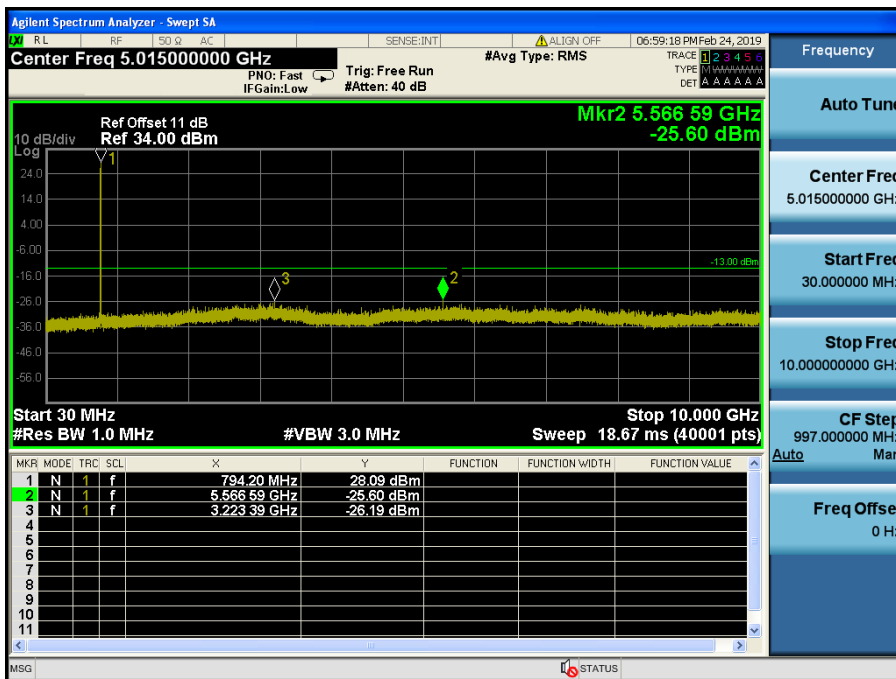 Agilent Spectrum Analyzer - Swept SA
LXI RL RF 50 Ω AC SENSE:INT ALIGN OFF 06:59:18 PM Feb 24, 2019
Center Freq 5.015000000 GHz
PNO: Fast
IFGain:Low
Trig: Free Run
#Atten: 40 dB
#Avg Type: RMS
TRACE 1 2 3 4 5 6
TYPE M WWWWW
DET A A A A A A
Ref Offset 11 dB
10 dB/div Ref 34.00 dBm
Log
Mkr2 5.566 59 GHz
-25.60 dBm
24.0
14.0
4.00
-6.00
-16.0
-26.0
-36.0
-46.0
-56.0
1
3
2
-13.00 dBm
Start 30 MHz Stop 10.000 GHz
#Res BW 1.0 MHz #VBW 3.0 MHz Sweep 18.67 ms (40001 pts)
MKR MODE TRC SCL X Y FUNCTION FUNCTION WIDTH FUNCTION VALUE
1 N 1 f 794.20 MHz 28.09 dBm
2 N 1 f 5.566 59 GHz -25.60 dBm
3 N 1 f 3.223 39 GHz -26.19 dBm
4
5
6
7
8
9
10
11
MSG STATUS
Frequency
Auto Tune
Center Freq
5.015000000 GHz
Start Freq
30.000000 MHz
Stop Freq
10.000000000 GHz
CF Step
997.000000 MHz
Auto Man
Freq Offset
0 Hz